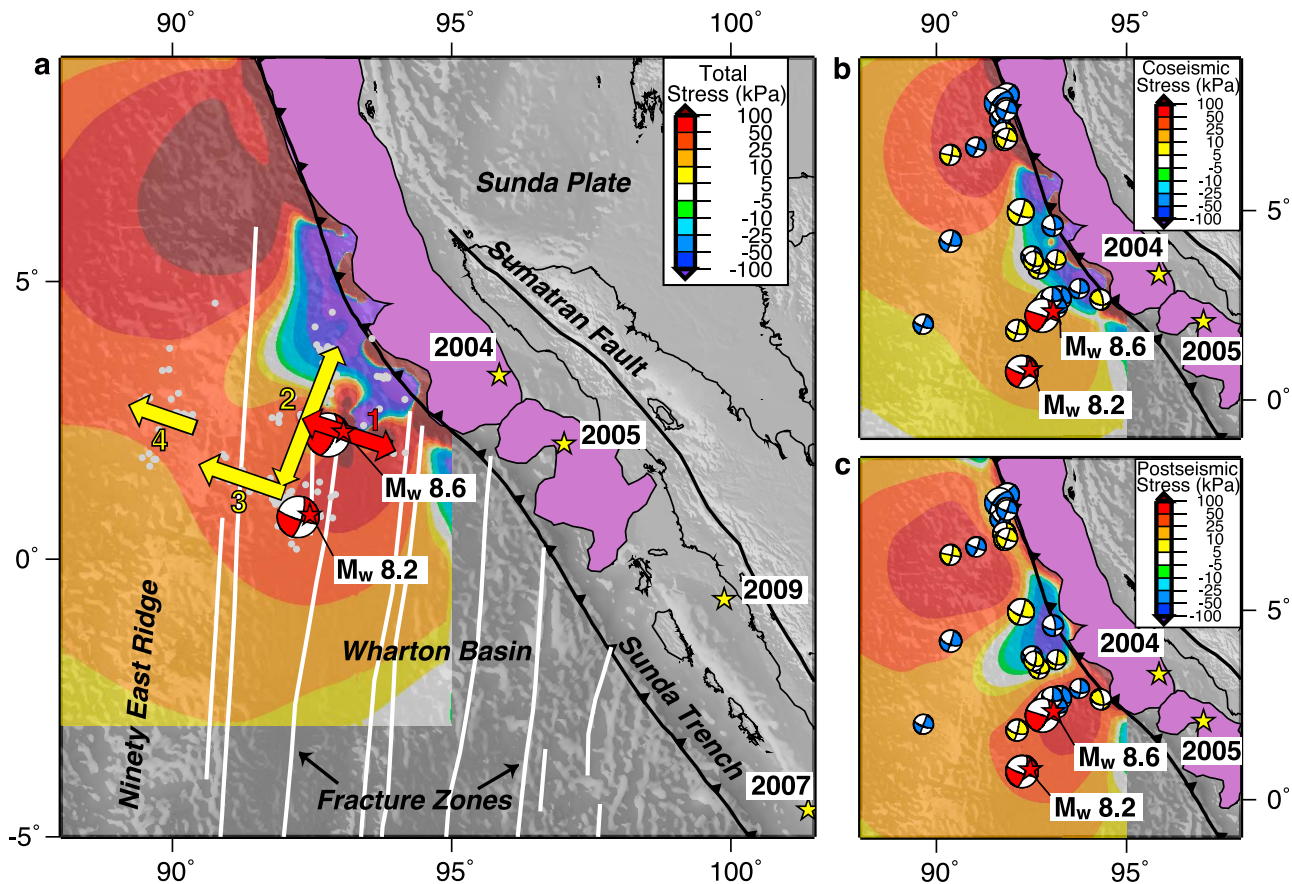 90˚
95˚
100˚
a
Total
Stress (kPa)
100
50
25
10
5
-5
-10
-25
-50
-100
Sunda Plate
Sumatran Fault
5˚
0˚
-5˚
2004
2005
2009
2007
1
2
3
4
Mw 8.6
Mw 8.2
Ninety East Ridge
Wharton Basin
Fracture Zones
Sunda Trench
90˚
95˚
100˚
90˚
95˚
b
Coseismic
Stress (kPa)
100
50
25
10
5
-5
-10
-25
-50
-100
5˚
0˚
2004
2005
Mw 8.6
Mw 8.2
c
Postseismic
Stress (kPa)
100
50
25
10
5
-5
-10
-25
-50
-100
5˚
0˚
2004
2005
Mw 8.6
Mw 8.2
90˚
95˚